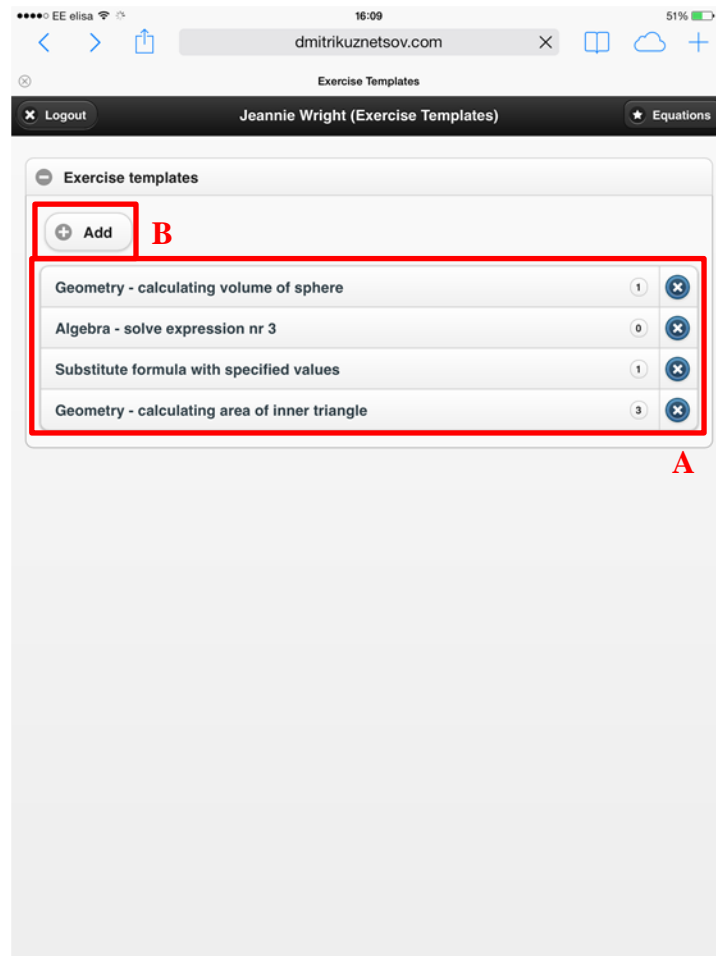 EE elisa 16:09 51%
dmitrikuznetsov.com
Exercise Templates
Logout Jeannie Wright (Exercise Templates) Equations
Exercise templates
Add B
Geometry - calculating volume of sphere 1
Algebra - solve expression nr 3 0
Substitute formula with specified values 1
Geometry - calculating area of inner triangle 3
A